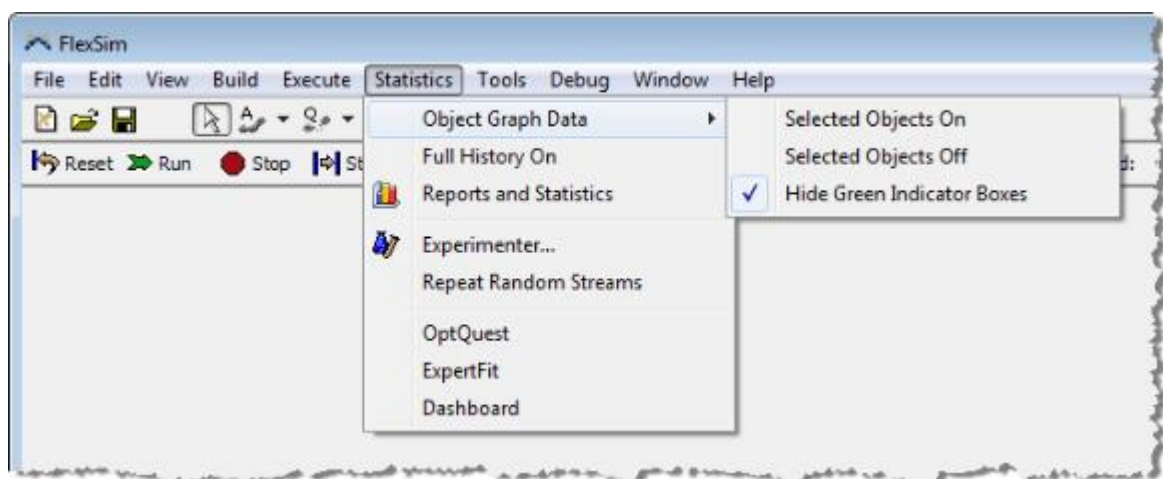 FlexSim
File Edit View Build Execute Statistics Tools Debug Window Help
Reset Run Stop St
Object Graph Data
Full History On
Reports and Statistics
Experimenter...
Repeat Random Streams
OptQuest
ExpertFit
Dashboard
Selected Objects On
Selected Objects Off
Hide Green Indicator Boxes